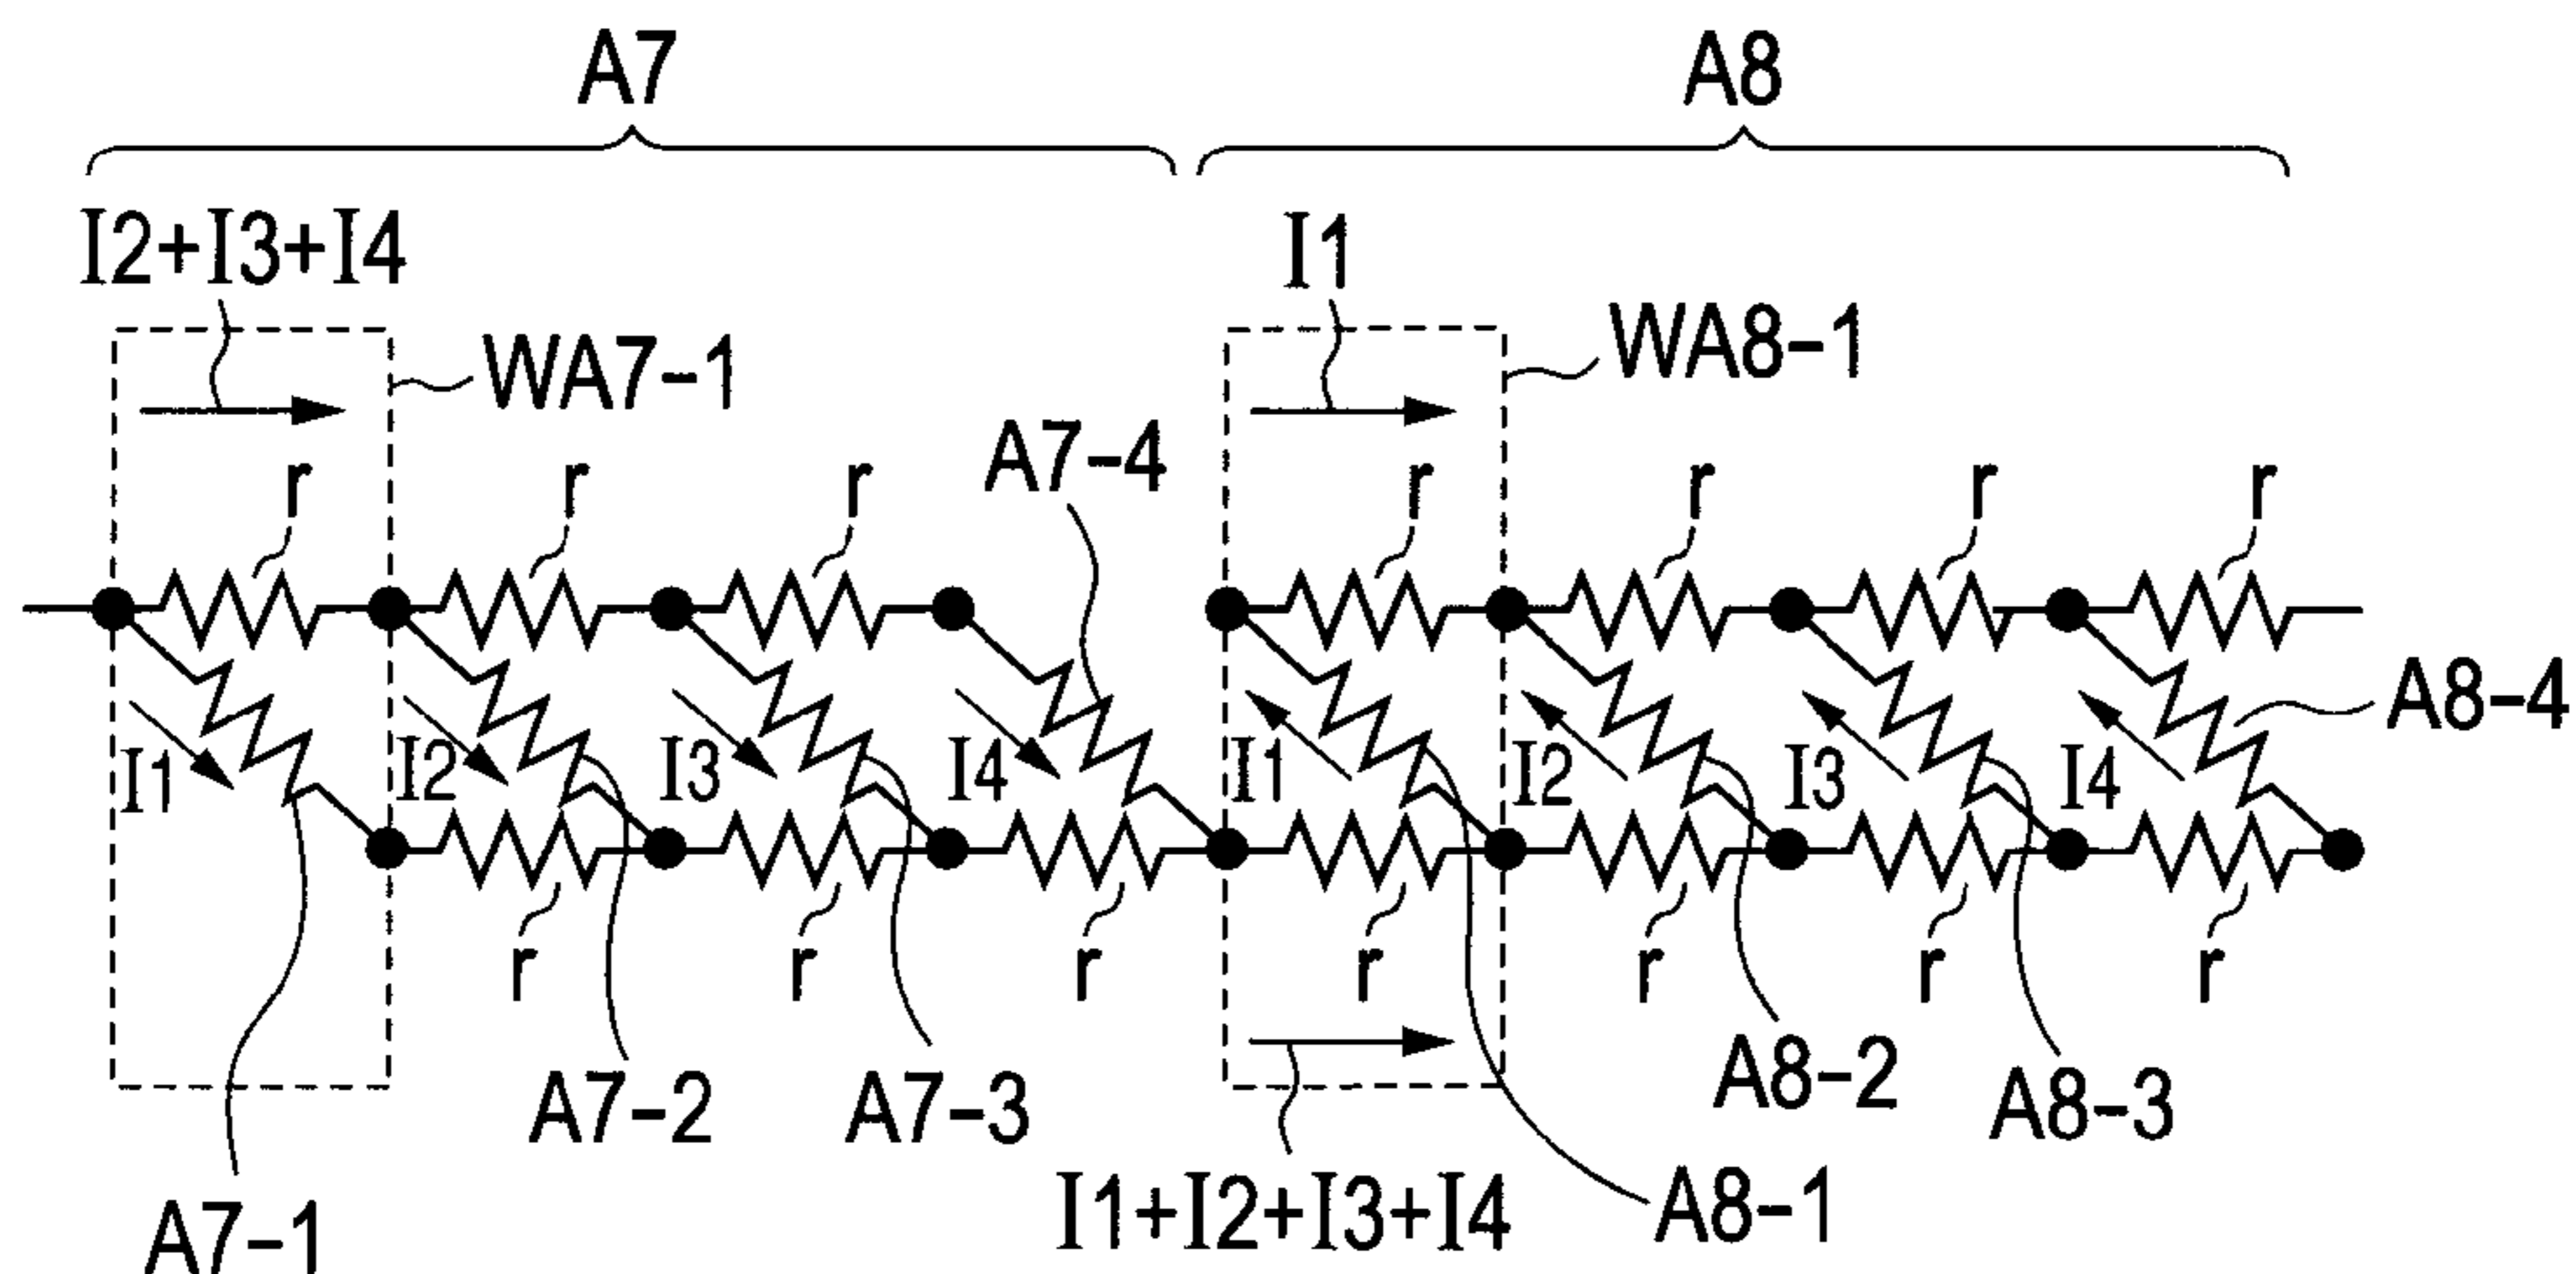 A7 A8
I2+I3+I4 I1
WA7-1 WA8-1
A7-4
r r r r r r r
A8-4
I1 I2 I3 I4 I1 I2 I3 I4
r r r r r r r
A7-2 A7-3 A8-2 A8-3
A7-1 I1+I2+I3+I4 A8-1